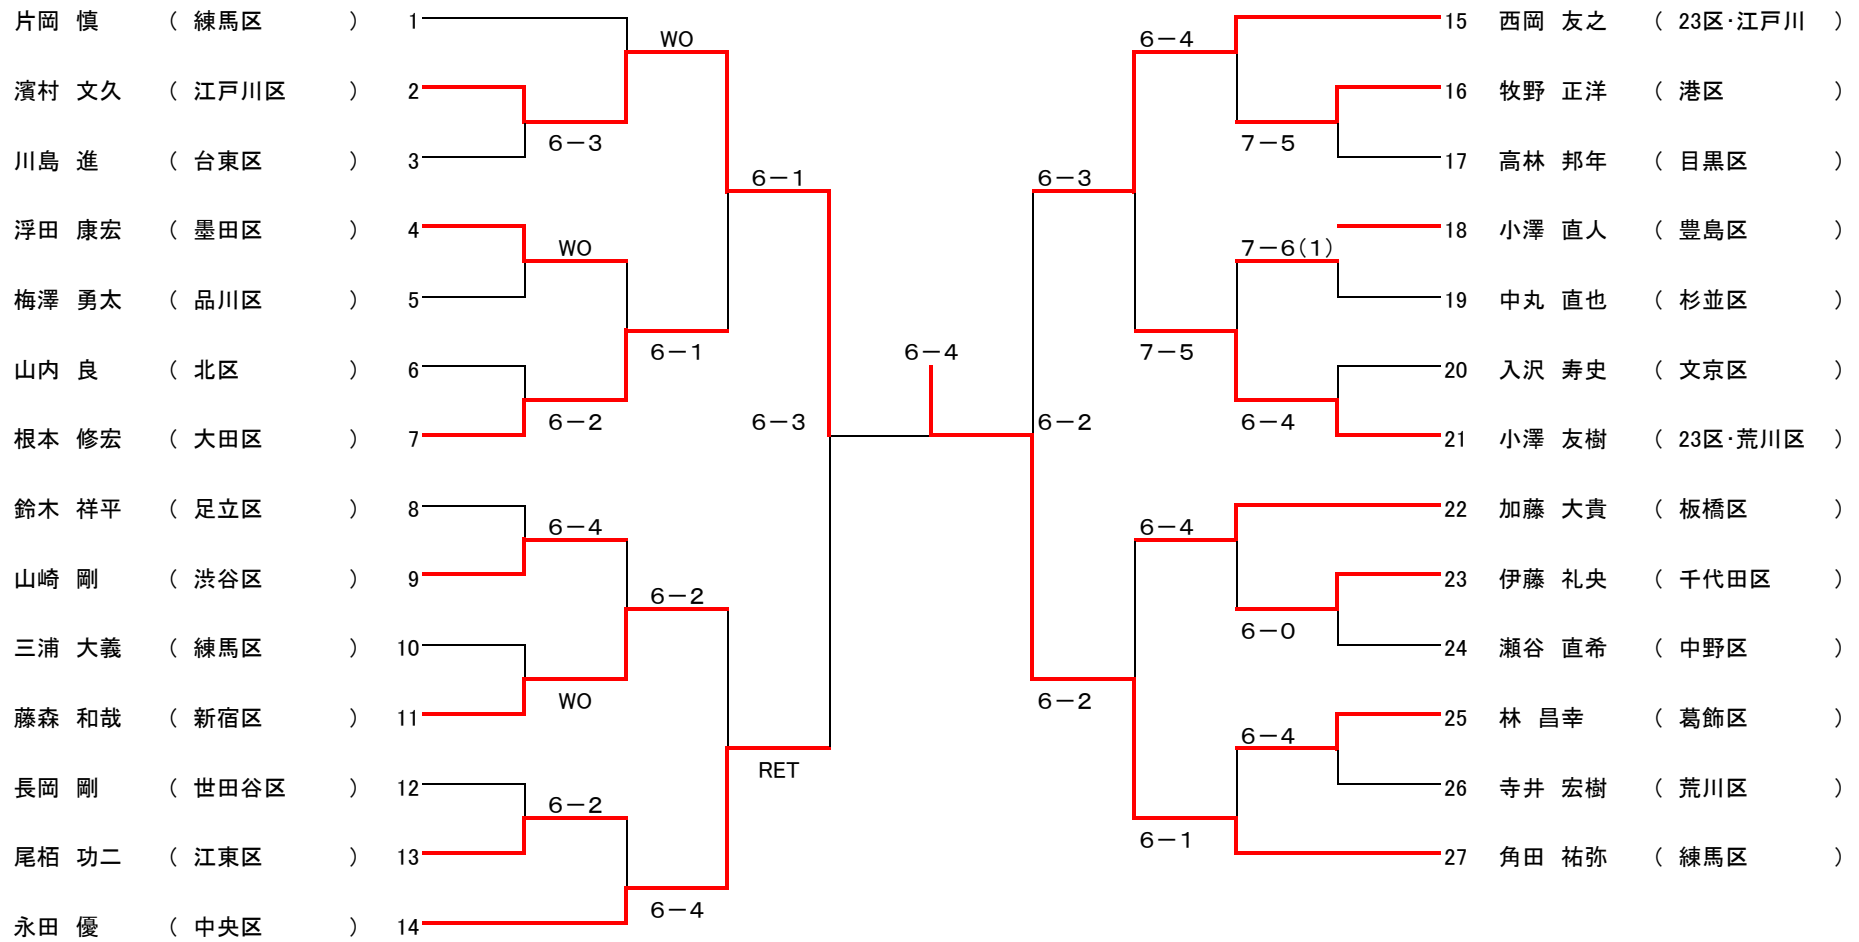 片岡 慎 ( 練馬区 ) 1
濱村 文久 ( 江戸川区 ) 2
川島 進 ( 台東区 ) 3
浮田 康宏 ( 墨田区 ) 4
梅澤 勇太 ( 品川区 ) 5
山内 良 ( 北区 ) 6
根本 修宏 ( 大田区 ) 7
鈴木 祥平 ( 足立区 ) 8
山崎 剛 ( 渋谷区 ) 9
三浦 大義 ( 練馬区 ) 10
藤森 和哉 ( 新宿区 ) 11
長岡 剛 ( 世田谷区 ) 12
尾栢 功二 ( 江東区 ) 13
永田 優 ( 中央区 ) 14
6-3
WO
6-2
6-4
WO
6-2
WO
6-1
6-2
6-4
6-1
RET
6-3
6-4
6-2
6-3
6-2
6-4
7-5
6-4
6-1
7-5
7-6(1)
6-4
6-0
6-4
15 西岡 友之 ( 23区・江戸川 )
16 牧野 正洋 ( 港区 )
17 高林 邦年 ( 目黒区 )
18 小澤 直人 ( 豊島区 )
19 中丸 直也 ( 杉並区 )
20 入沢 寿史 ( 文京区 )
21 小澤 友樹 ( 23区・荒川区 )
22 加藤 大貴 ( 板橋区 )
23 伊藤 礼央 ( 千代田区 )
24 瀬谷 直希 ( 中野区 )
25 林 昌幸 ( 葛飾区 )
26 寺井 宏樹 ( 荒川区 )
27 角田 祐弥 ( 練馬区 )